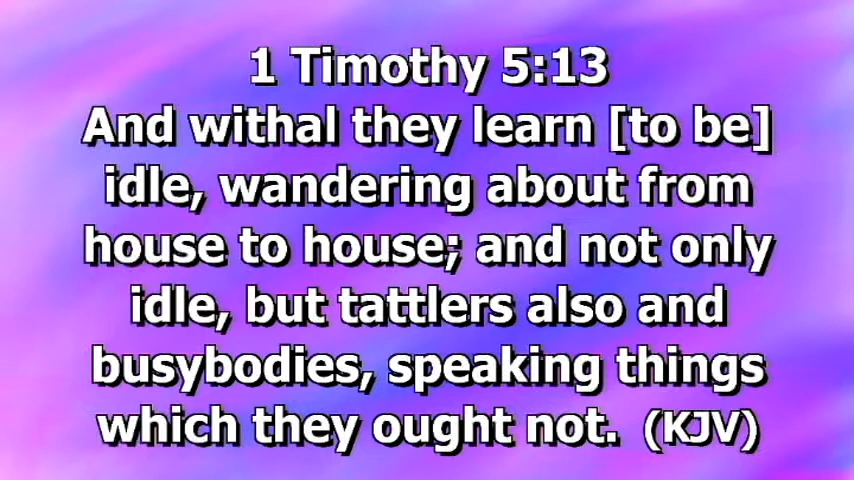 1 Timothy 5:13
And withal they learn [to be]
idle, wandering about from
house to house; and not only
idle, but tattlers also and
busybodies, speaking things
which they ought not. (KJV)